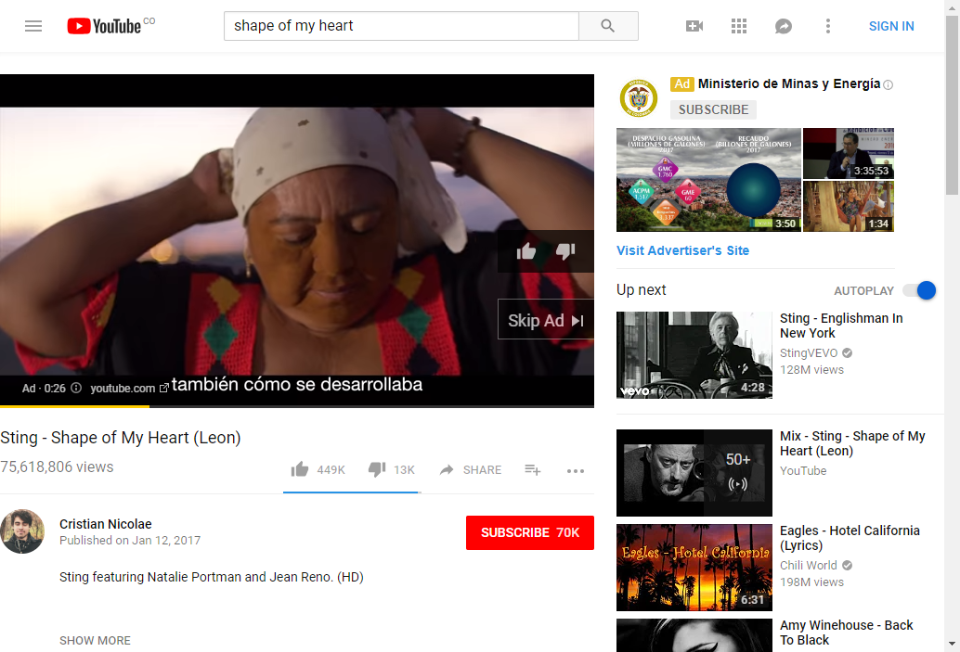 YouTube CO
shape of my heart
SIGN IN
Ad Ministerio de Minas y Energía
SUBSCRIBE
DESPACHO GASOLINA
(MILLONES DE GALONES)
2017
RECAUDO
(BILLONES DE GALONES)
2017
GMC
ACPM
GME
60
3:50
3:35:53
1:34
Visit Advertiser's Site
Skip Ad
Ad · 0:26 youtube.com
también cómo se desarrollaba
Up next
AUTOPLAY
vevo
4:28
Sting - Englishman In
New York
StingVEVO
128M views
Sting - Shape of My Heart (Leon)
75,618,806 views
449K
13K
SHARE
50+
Mix - Sting - Shape of My
Heart (Leon)
YouTube
Cristian Nicolae
Published on Jan 12, 2017
SUBSCRIBE 70K
Sting featuring Natalie Portman and Jean Reno. (HD)
SHOW MORE
Eagles - Hotel California
6:31
Eagles - Hotel California
(Lyrics)
Chili World
198M views
Amy Winehouse - Back
To Black